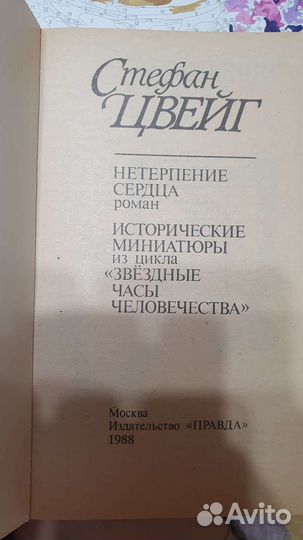 Стефан
ЦВЕЙГ
НЕТЕРПЕНИЕ
СЕРДЦА
роман
ИСТОРИЧЕСКИЕ
МИНИАТЮРЫ
из цикла
«ЗВЁЗДНЫЕ
ЧАСЫ
ЧЕЛОВЕЧЕСТВА»
Москва
Издательство «ПРАВДА»
1988
Avito